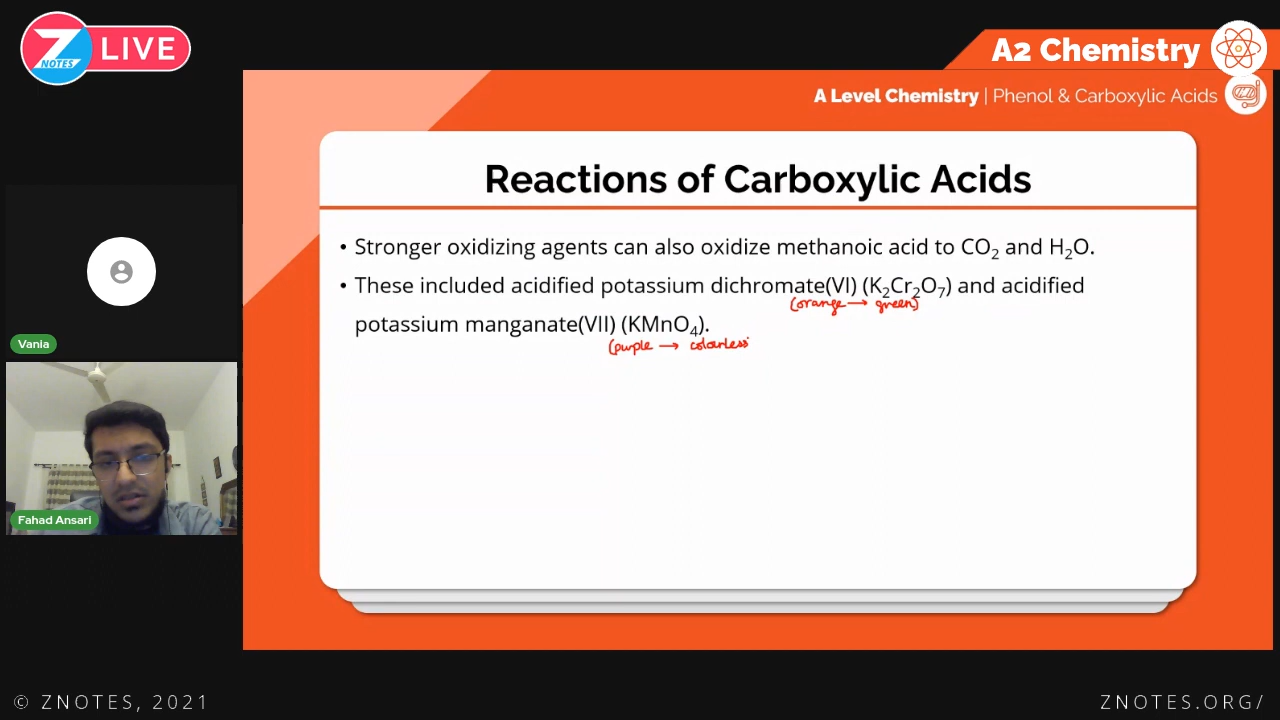 Z NOTES LIVE
A2 Chemistry
A Level Chemistry | Phenol & Carboxylic Acids
Reactions of Carboxylic Acids
• Stronger oxidizing agents can also oxidize methanoic acid to CO₂ and H₂O.
• These included acidified potassium dichromate(VI) (K₂Cr₂O₇) and acidified
(orange → green)
potassium manganate(VII) (KMnO₄).
(purple → colourless
Vania
Fahad Ansari
© ZNOTES, 2021
ZNOTES.ORG/